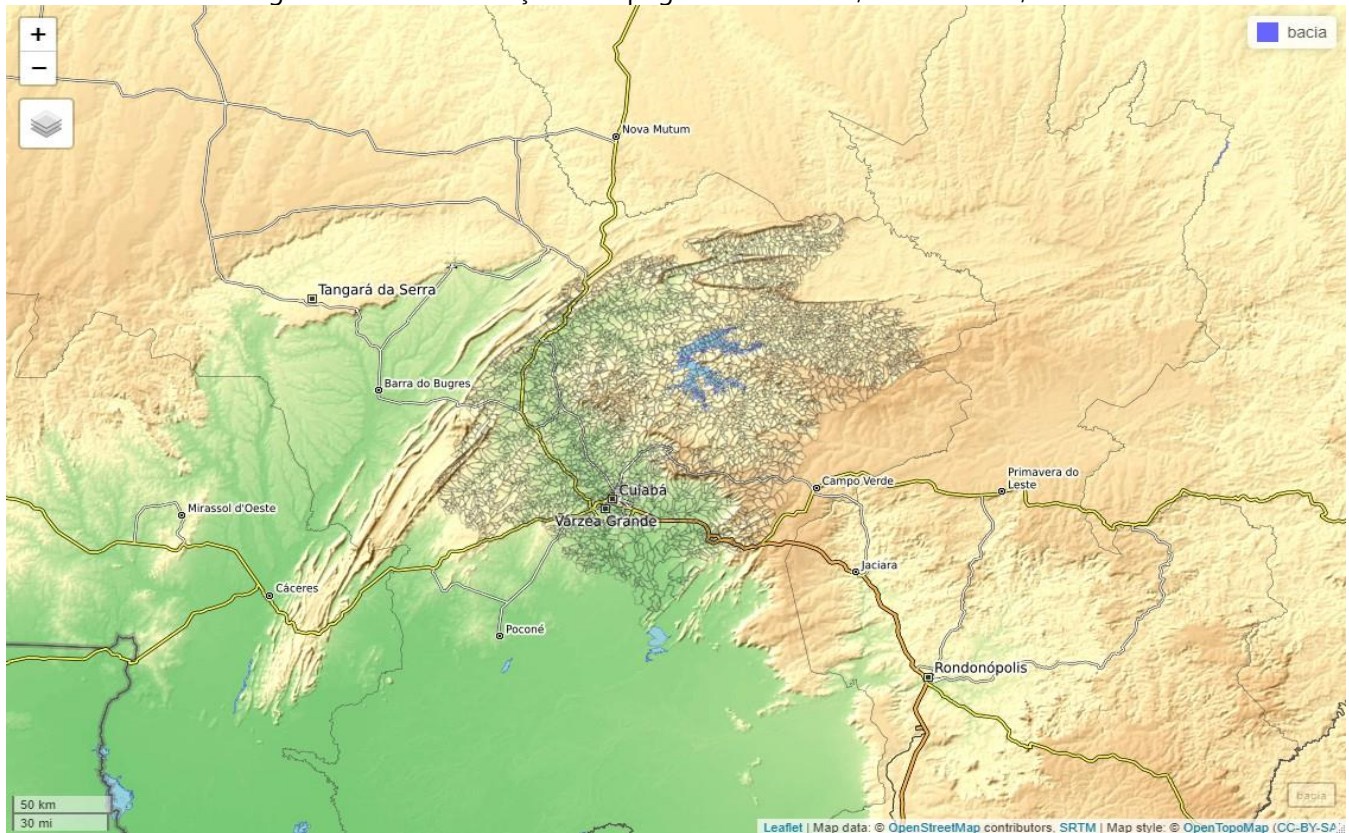 +
−
bacia
Nova Mutum
Tangará da Serra
Barra do Bugres
Mirassol d'Oeste
Cuiabá
Várzea Grande
Campo Verde
Primavera do
Leste
Jaciara
Cáceres
Poconé
Rondonópolis
50 km
30 mi
bacia
Leaflet | Map data: © OpenStreetMap contributors, SRTM | Map style: © OpenTopoMap (CC-BY-SA